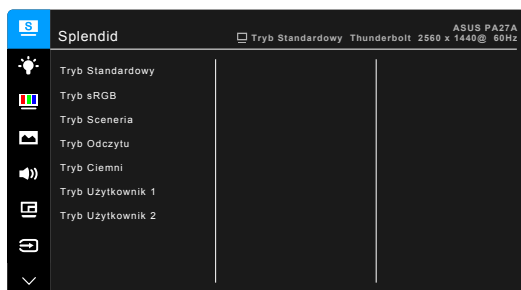 S
Splendid
ASUS PA27A
Tryb Standardowy Thunderbolt 2560 x 1440@ 60Hz
Tryb Standardowy
Tryb sRGB
Tryb Sceneria
Tryb Odczytu
Tryb Ciemni
Tryb Użytkownik 1
Tryb Użytkownik 2